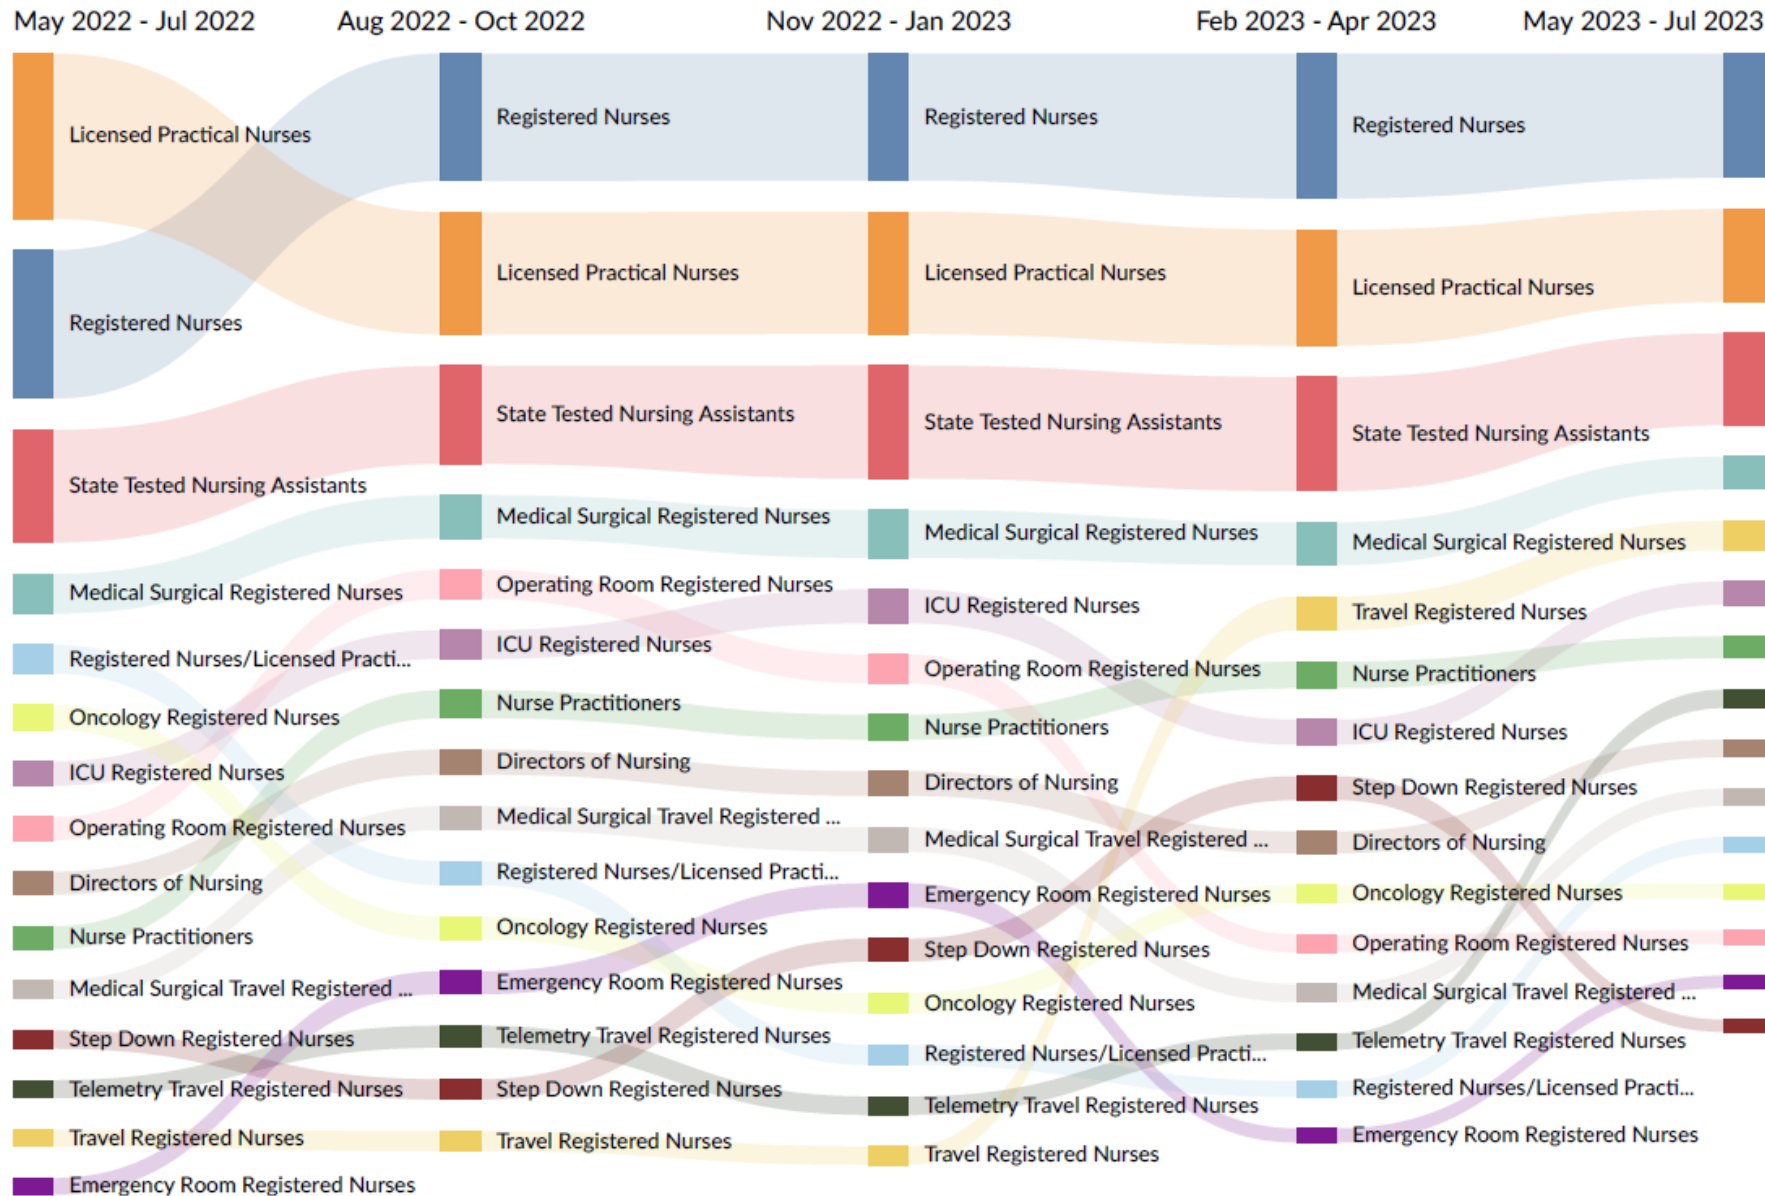 May 2022 - Jul 2022
Aug 2022 - Oct 2022
Nov 2022 - Jan 2023
Feb 2023 - Apr 2023
May 2023 - Jul 2023
Licensed Practical Nurses
Registered Nurses
State Tested Nursing Assistants
Medical Surgical Registered Nurses
Registered Nurses/Licensed Practi...
Oncology Registered Nurses
ICU Registered Nurses
Operating Room Registered Nurses
Directors of Nursing
Nurse Practitioners
Medical Surgical Travel Registered ...
Step Down Registered Nurses
Telemetry Travel Registered Nurses
Travel Registered Nurses
Emergency Room Registered Nurses
Registered Nurses
Licensed Practical Nurses
State Tested Nursing Assistants
Medical Surgical Registered Nurses
Operating Room Registered Nurses
ICU Registered Nurses
Nurse Practitioners
Directors of Nursing
Medical Surgical Travel Registered ...
Registered Nurses/Licensed Practi...
Oncology Registered Nurses
Emergency Room Registered Nurses
Telemetry Travel Registered Nurses
Step Down Registered Nurses
Travel Registered Nurses
Registered Nurses
Licensed Practical Nurses
State Tested Nursing Assistants
Medical Surgical Registered Nurses
ICU Registered Nurses
Operating Room Registered Nurses
Nurse Practitioners
Directors of Nursing
Medical Surgical Travel Registered ...
Emergency Room Registered Nurses
Step Down Registered Nurses
Oncology Registered Nurses
Registered Nurses/Licensed Practi...
Telemetry Travel Registered Nurses
Travel Registered Nurses
Registered Nurses
Licensed Practical Nurses
State Tested Nursing Assistants
Medical Surgical Registered Nurses
Travel Registered Nurses
Nurse Practitioners
ICU Registered Nurses
Step Down Registered Nurses
Directors of Nursing
Oncology Registered Nurses
Operating Room Registered Nurses
Medical Surgical Travel Registered ...
Telemetry Travel Registered Nurses
Registered Nurses/Licensed Practi...
Emergency Room Registered Nurses